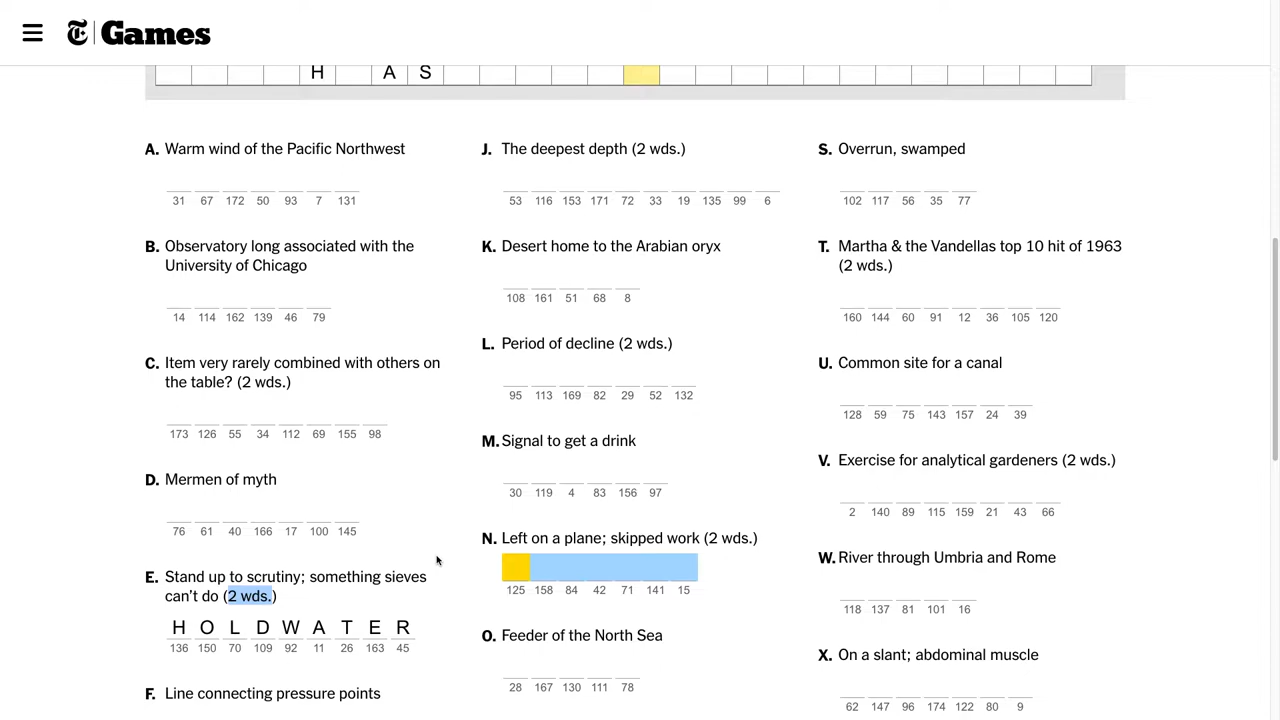 Games
H A S
A. Warm wind of the Pacific Northwest
31 67 172 50 93 7 131
B. Observatory long associated with the
University of Chicago
14 114 162 139 46 79
C. Item very rarely combined with others on
the table? (2 wds.)
173 126 55 34 112 69 155 98
D. Mermen of myth
76 61 40 166 17 100 145
E. Stand up to scrutiny; something sieves
can't do (2 wds.)
H O L D W A T E R
136 150 70 109 92 11 26 163 45
F. Line connecting pressure points
J. The deepest depth (2 wds.)
53 116 153 171 72 33 19 135 99 6
K. Desert home to the Arabian oryx
108 161 51 68 8
L. Period of decline (2 wds.)
95 113 169 82 29 52 132
M. Signal to get a drink
30 119 4 83 156 97
N. Left on a plane; skipped work (2 wds.)
125 158 84 42 71 141 15
O. Feeder of the North Sea
28 167 130 111 78
S. Overrun, swamped
102 117 56 35 77
T. Martha & the Vandellas top 10 hit of 1963
(2 wds.)
160 144 60 91 12 36 105 120
U. Common site for a canal
128 59 75 143 157 24 39
V. Exercise for analytical gardeners (2 wds.)
2 140 89 115 159 21 43 66
W. River through Umbria and Rome
118 137 81 101 16
X. On a slant; abdominal muscle
62 147 96 174 122 80 9